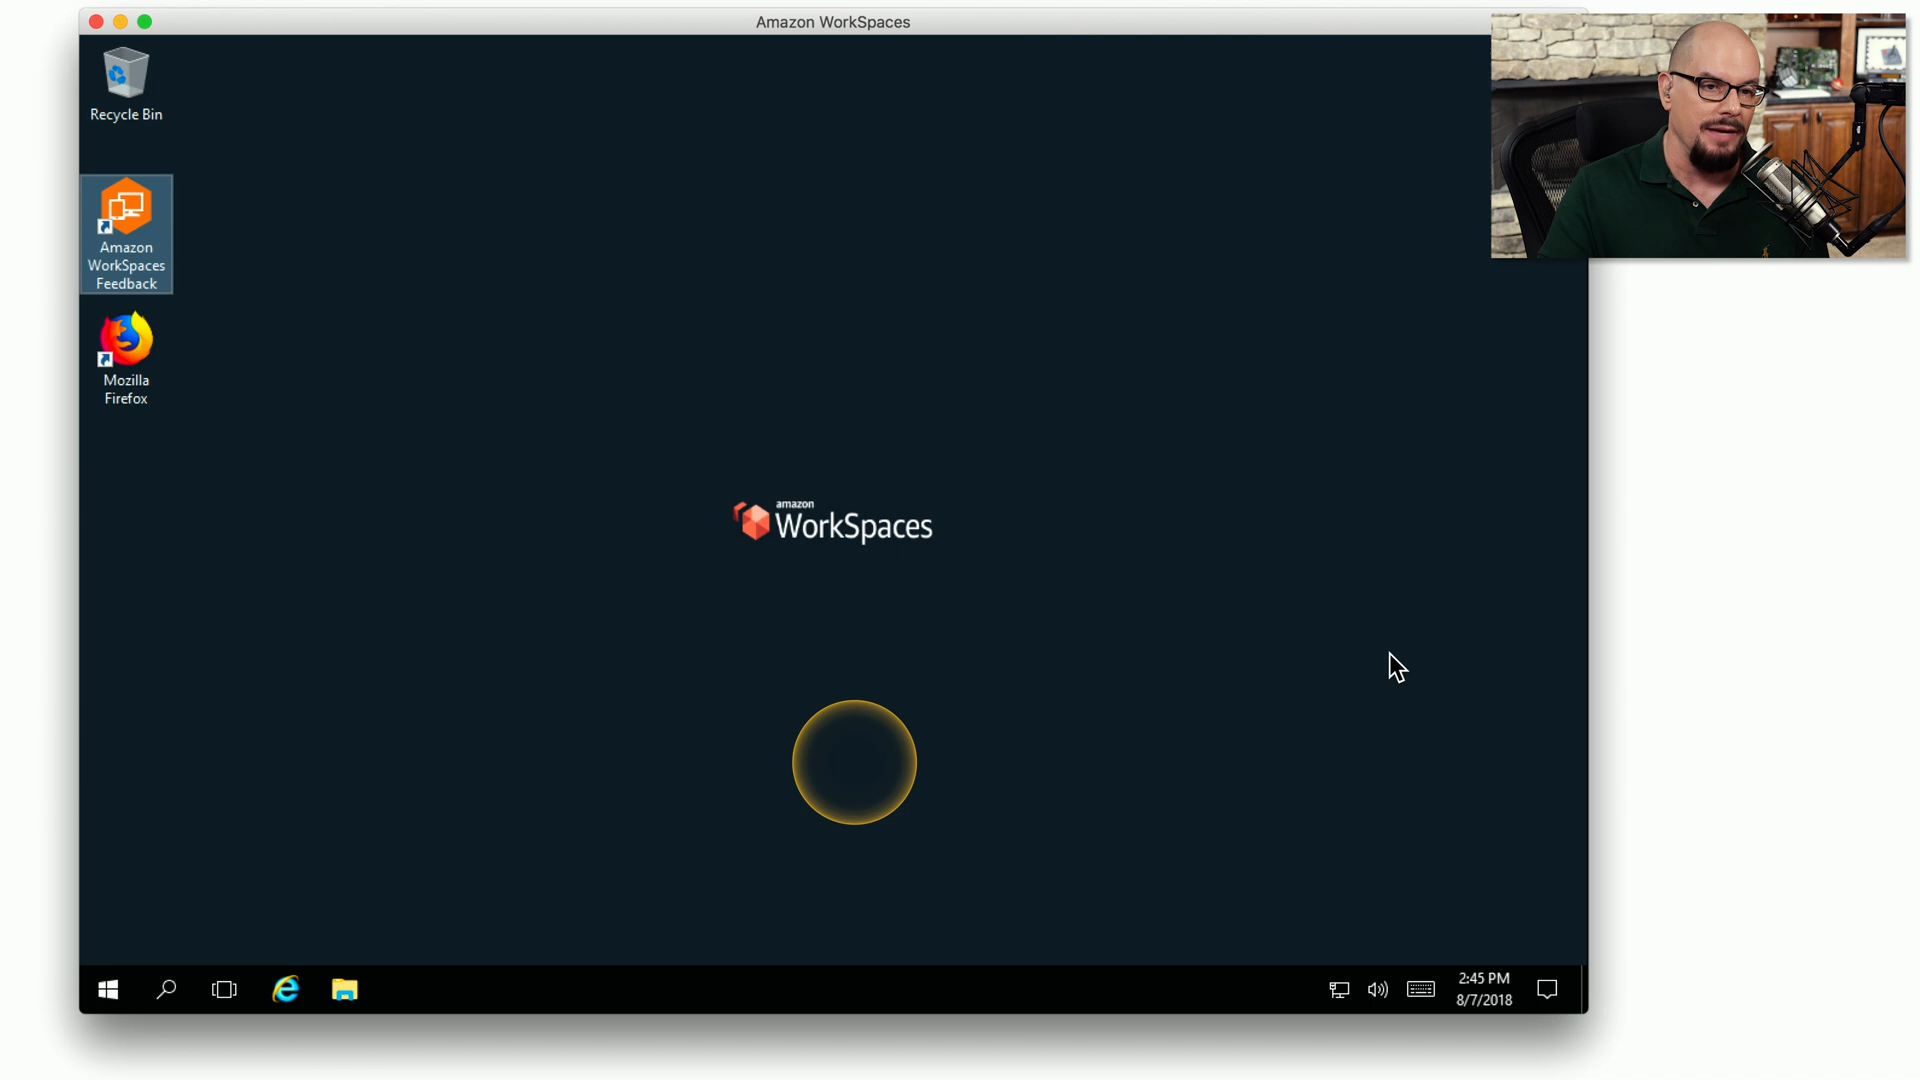 Amazon WorkSpaces
Recycle Bin
Amazon
WorkSpaces
Feedback
Mozilla
Firefox
amazon
WorkSpaces
2:45 PM
8/7/2018